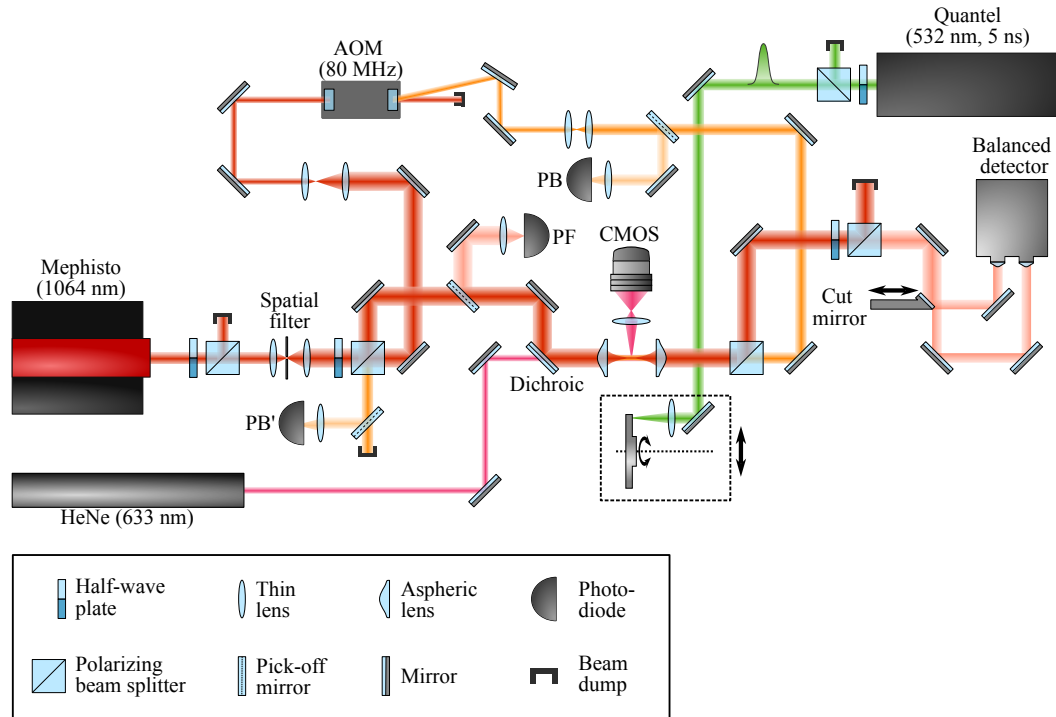 Quantel
(532 nm, 5 ns)
AOM
(80 MHz)
Balanced
detector
PB
PF
CMOS
Mephisto
(1064 nm)
Spatial
filter
Cut
mirror
Dichroic
PB'
HeNe (633 nm)
Half-wave
plate
Thin
lens
Aspheric
lens
Photo-
diode
Polarizing
beam splitter
Pick-off
mirror
Mirror
Beam
dump